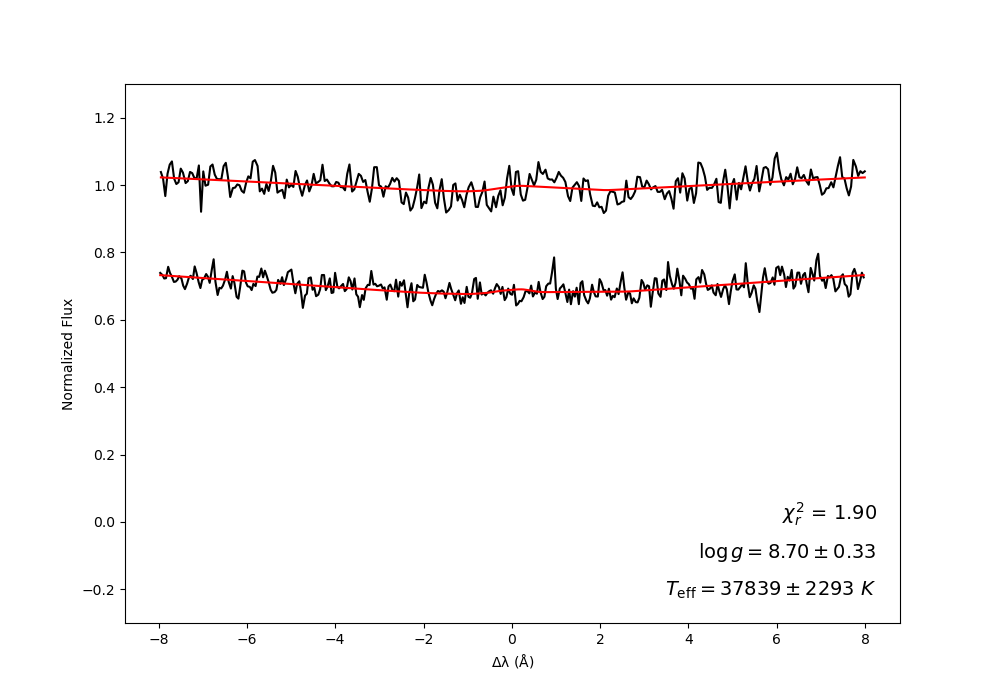 1.2
1.0
0.8
0.6
0.4
0.2
0.0
−0.2
Normalized Flux
χ²ᵣ = 1.90
log g = 8.70 ± 0.33
T_eff = 37839 ± 2293 K
−8 −6 −4 −2 0 2 4 6 8
Δλ (Å)